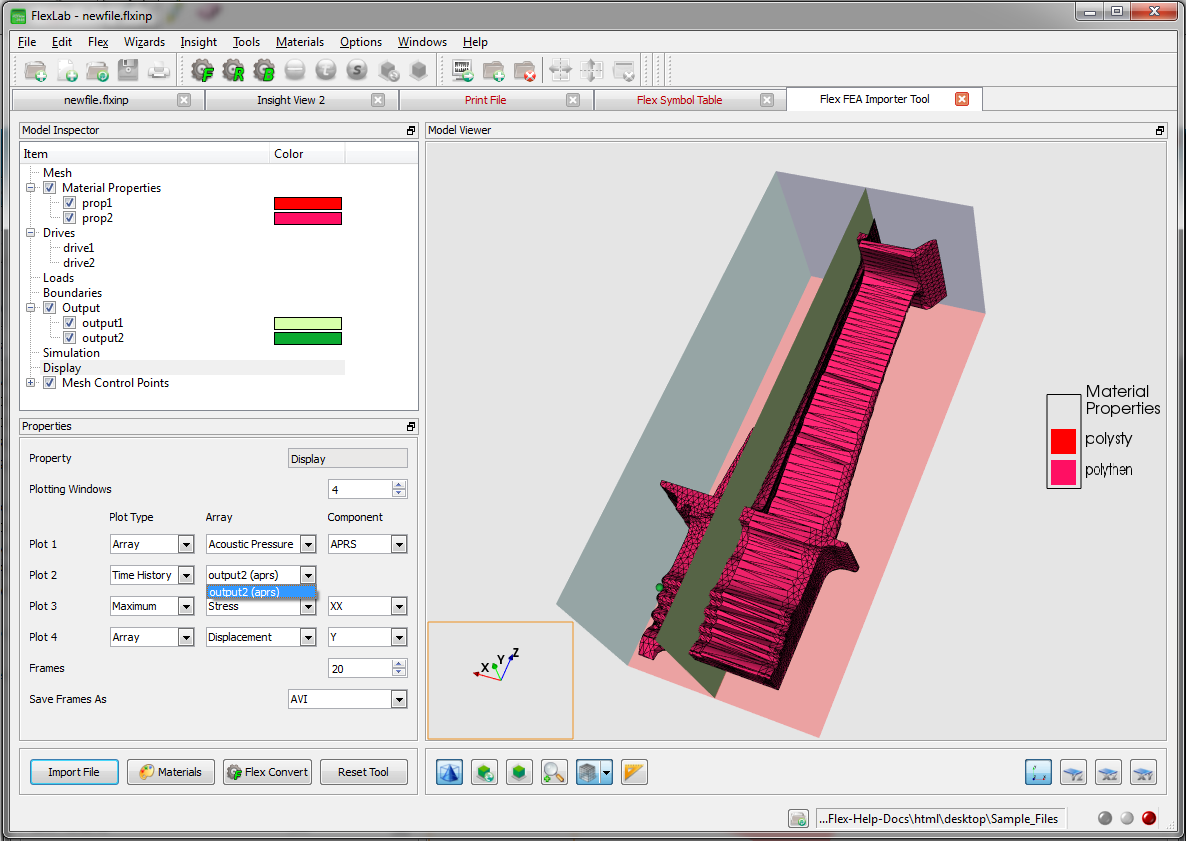 FlexLab - newfile.flxinp
File Edit Flex Wizards Insight Tools Materials Options Windows Help
F R B L S
newfile.flxinp Insight View 2 Print File Flex Symbol Table Flex FEA Importer Tool
Model Inspector
Item Color
Mesh
Material Properties
prop1
prop2
Drives
drive1
drive2
Loads
Boundaries
Output
output1
output2
Simulation
Display
Mesh Control Points
Properties
Property Display
Plotting Windows 4
Plot Type Array Component
Plot 1 Array Acoustic Pressure APRS
Plot 2 Time History output2 (aprs)
output2 (aprs)
Plot 3 Maximum Stress XX
Plot 4 Array Displacement Y
Frames 20
Save Frames As AVI
Import File Materials Flex Convert Reset Tool
Model Viewer
Material
Properties
polysty
polythen
X Y Z
...Flex-Help-Docs\html\desktop\Sample_Files